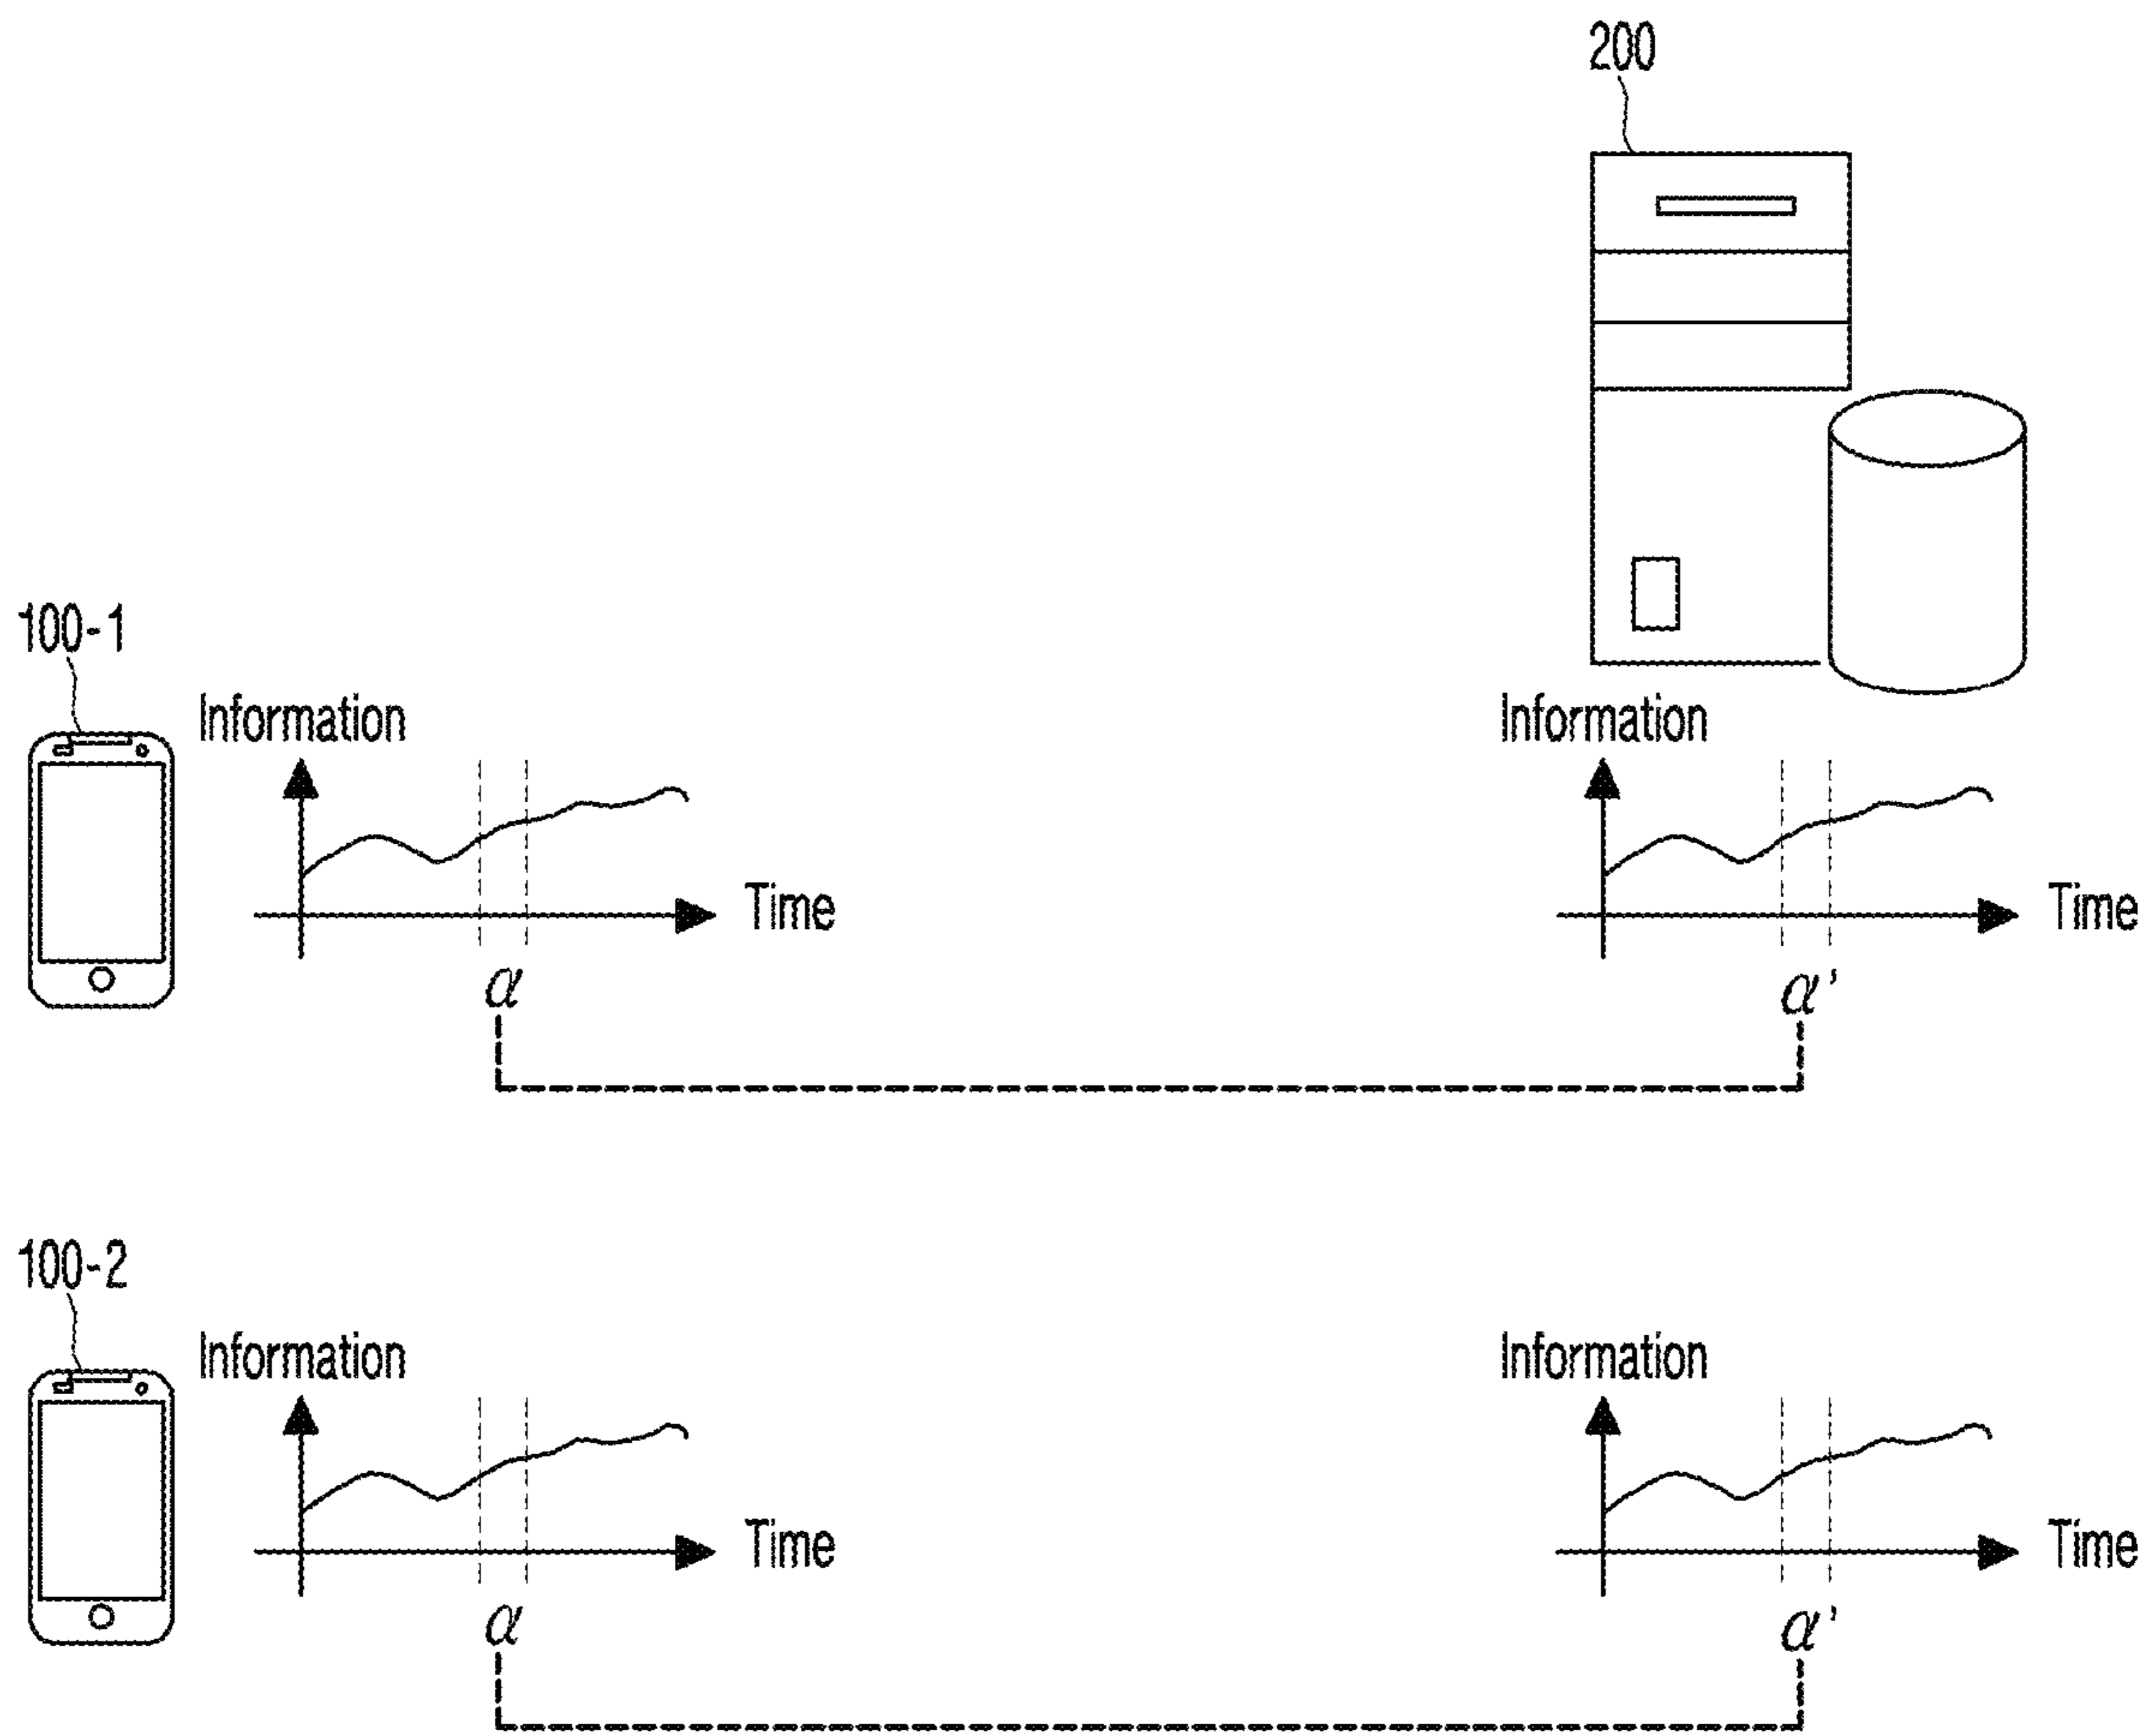 200
100-1
Information
Information
Time
Time
α
α'
100-2
Information
Information
Time
Time
α
α'